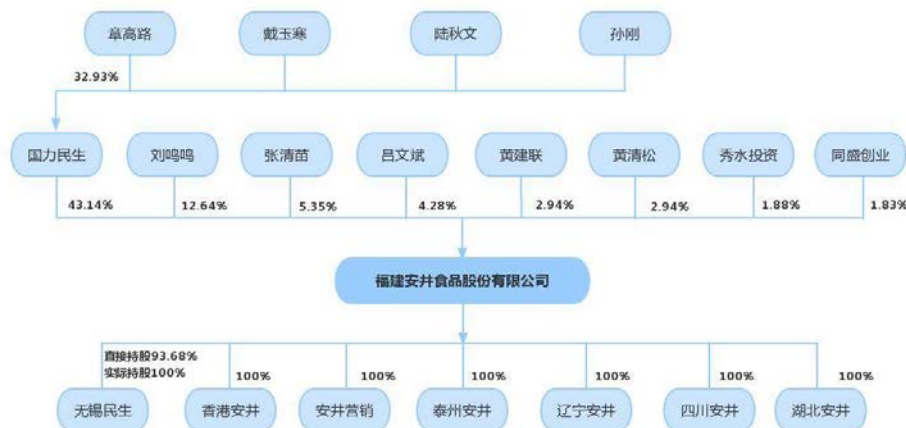 章高路 戴玉寒 陆秋文 孙刚
32.93%
国力民生 刘鸣鸣 张清苗 吕文斌 黄建联 黄清松 秀水投资 同盛创业
43.14% 12.64% 5.35% 4.28% 2.94% 2.94% 1.88% 1.83%
福建安井食品股份有限公司
直接持股93.68%
实际持股100% 100% 100% 100% 100% 100% 100%
无锡民生 香港安井 安井营销 泰州安井 辽宁安井 四川安井 湖北安井